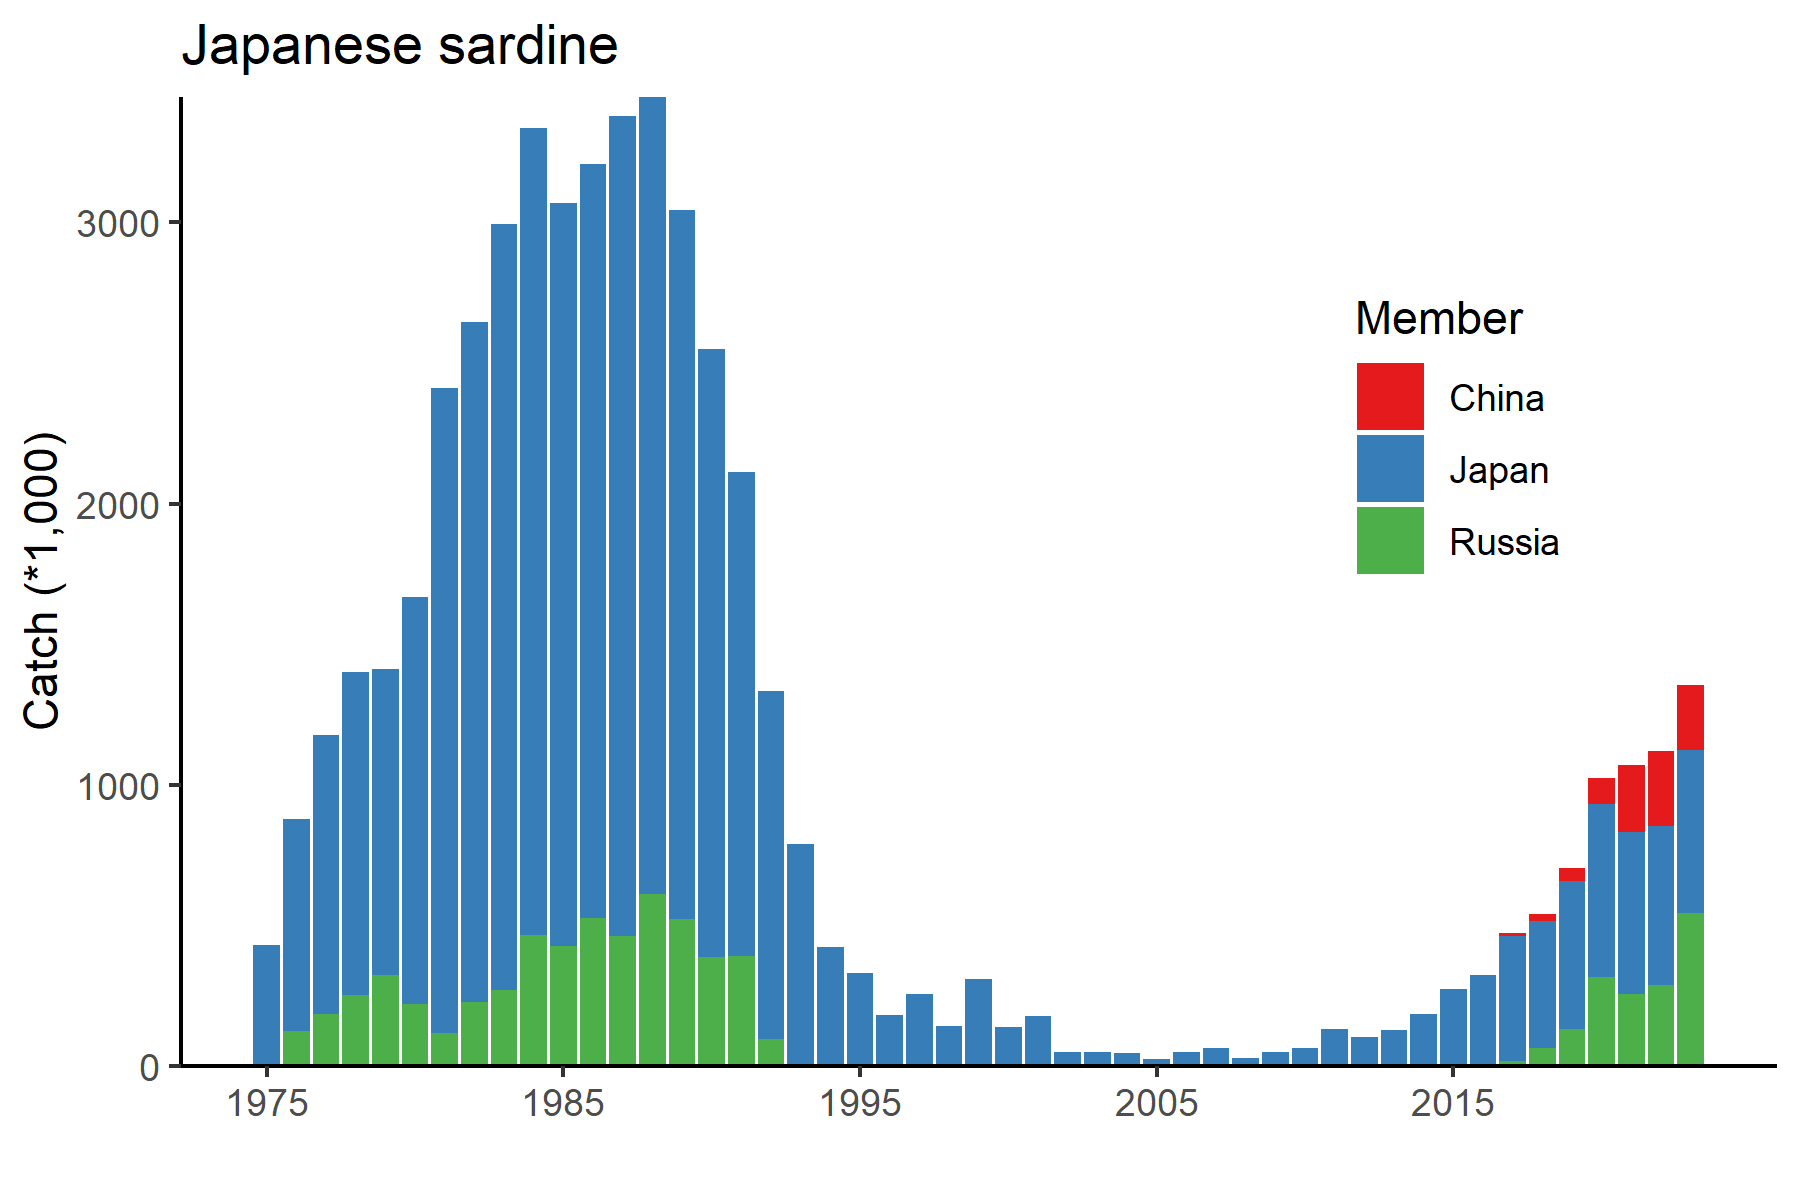 Japanese sardine
Catch (*1,000)
3000
2000
1000
0
1975
1985
1995
2005
2015
Member
China
Japan
Russia